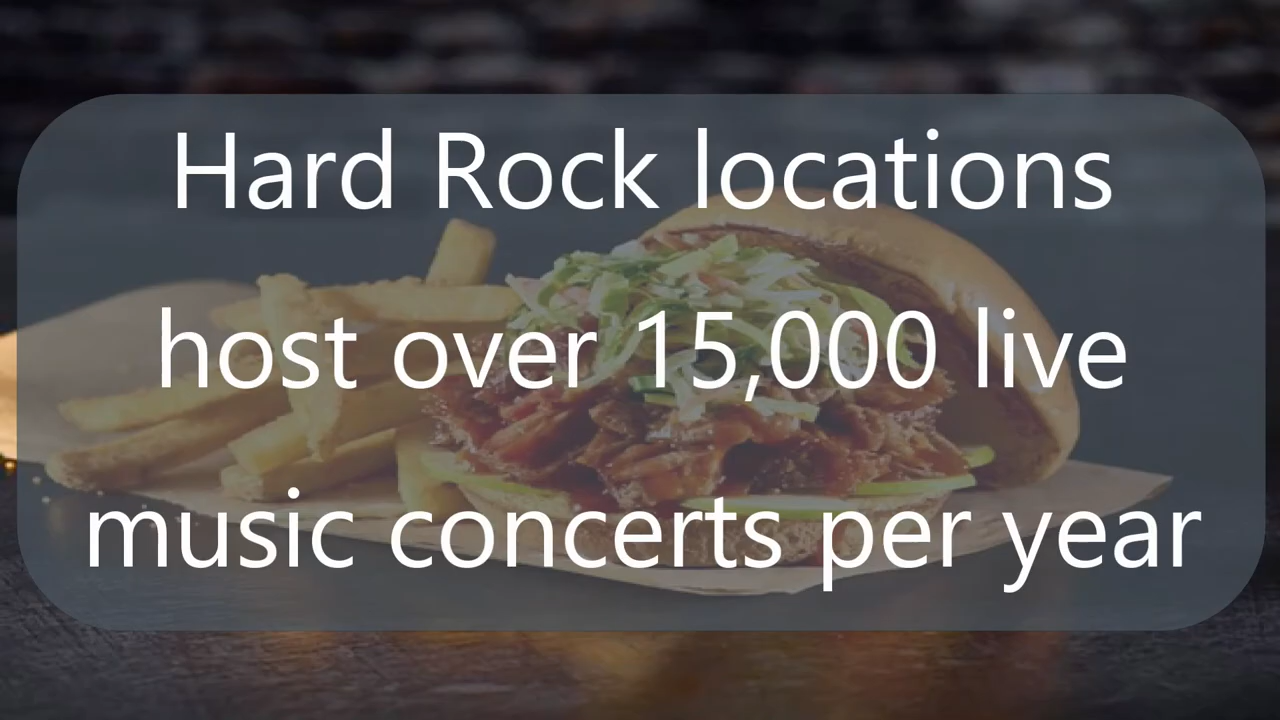 Hard Rock locations
host over 15,000 live
music concerts per year